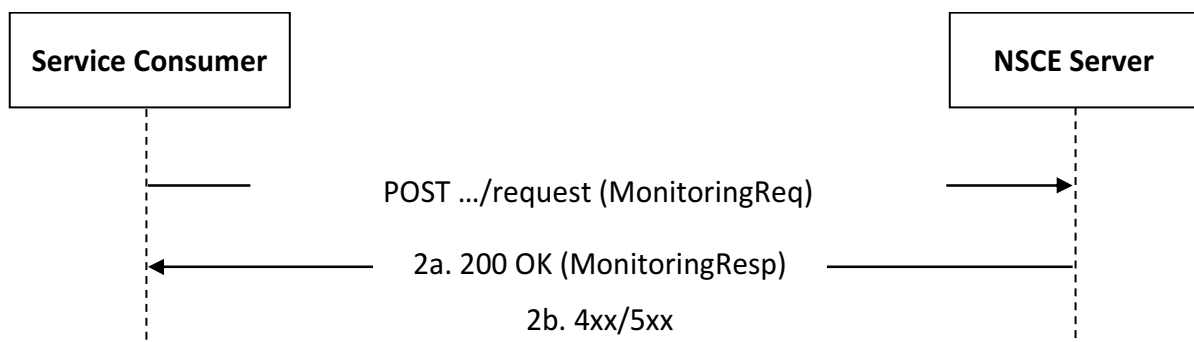 Service Consumer
NSCE Server
POST …/request (MonitoringReq)
2a. 200 OK (MonitoringResp)
2b. 4xx/5xx